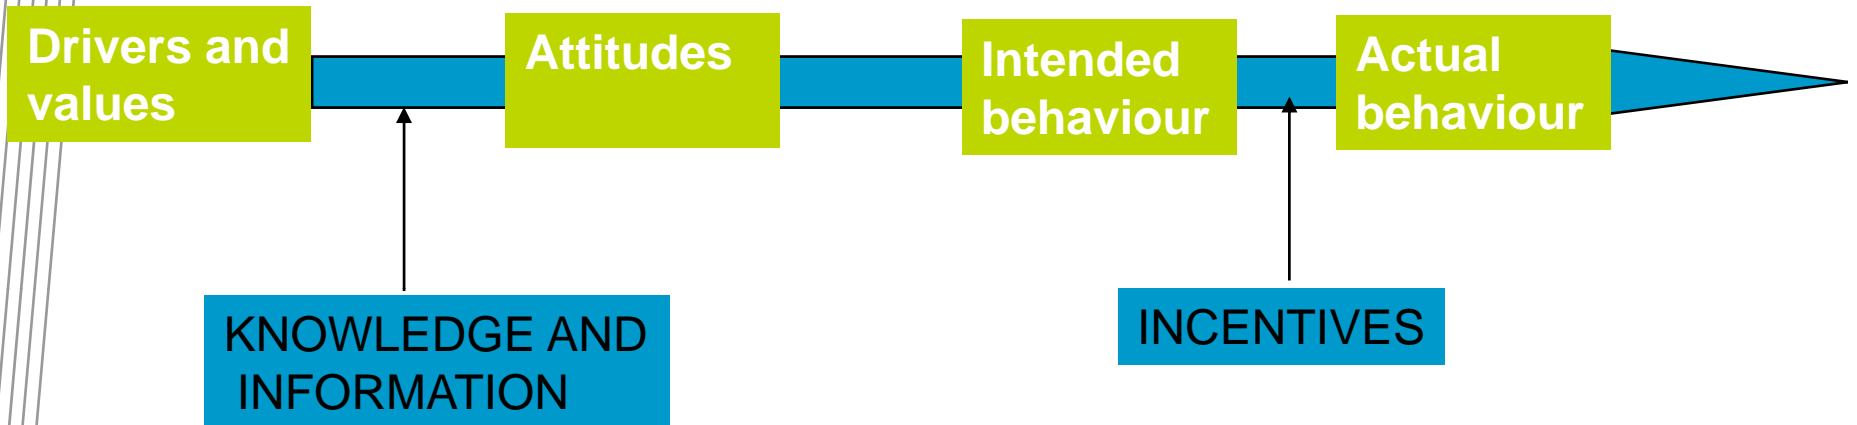 Drivers and
values
Attitudes
Intended
behaviour
Actual
behaviour
KNOWLEDGE AND
INFORMATION
INCENTIVES